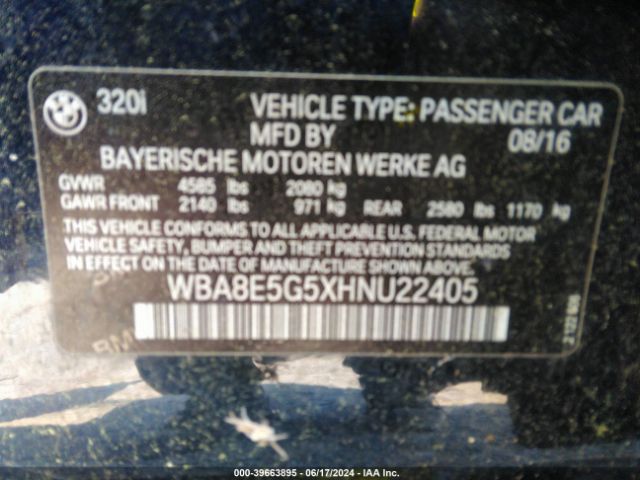 320i VEHICLE TYPE: PASSENGER CAR
MFD BY 08/16
BAYERISCHE MOTOREN WERKE AG
GVWR 4585 lbs 2080 kg
GAWR FRONT 2140 lbs 971 kg REAR 2580 lbs 1170 kg
THIS VEHICLE CONFORMS TO ALL APPLICABLE U.S. FEDERAL MOTOR
VEHICLE SAFETY, BUMPER AND THEFT PREVENTION STANDARDS
IN EFFECT ON THE DATE OF MANUFACTURE SHOWN ABOVE.
WBA8E5G5XHNU22405
000-39663895 - 06/17/2024 - IAA Inc.